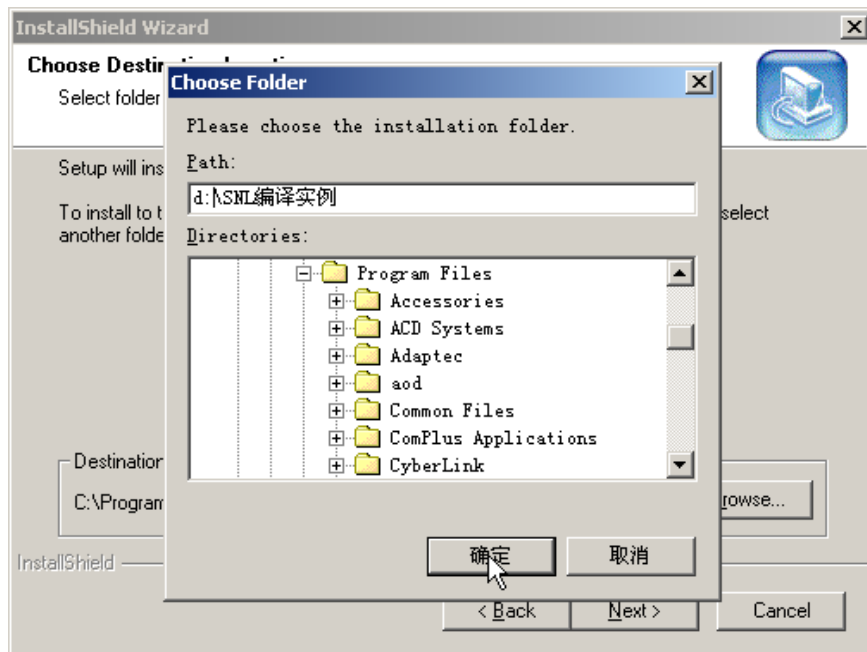 InstallShield Wizard
Choose Destin
Select folder
Choose Folder
Please choose the installation folder.
Path:
Setup will ins
d:\SNL编译实例
To install to t
select
another folde
Directories:
Program Files
Accessories
ACD Systems
Adaptec
aod
Common Files
ComPlus Applications
CyberLink
Destination
C:\Program
rowse...
确定
取消
InstallShield
< Back
Next >
Cancel